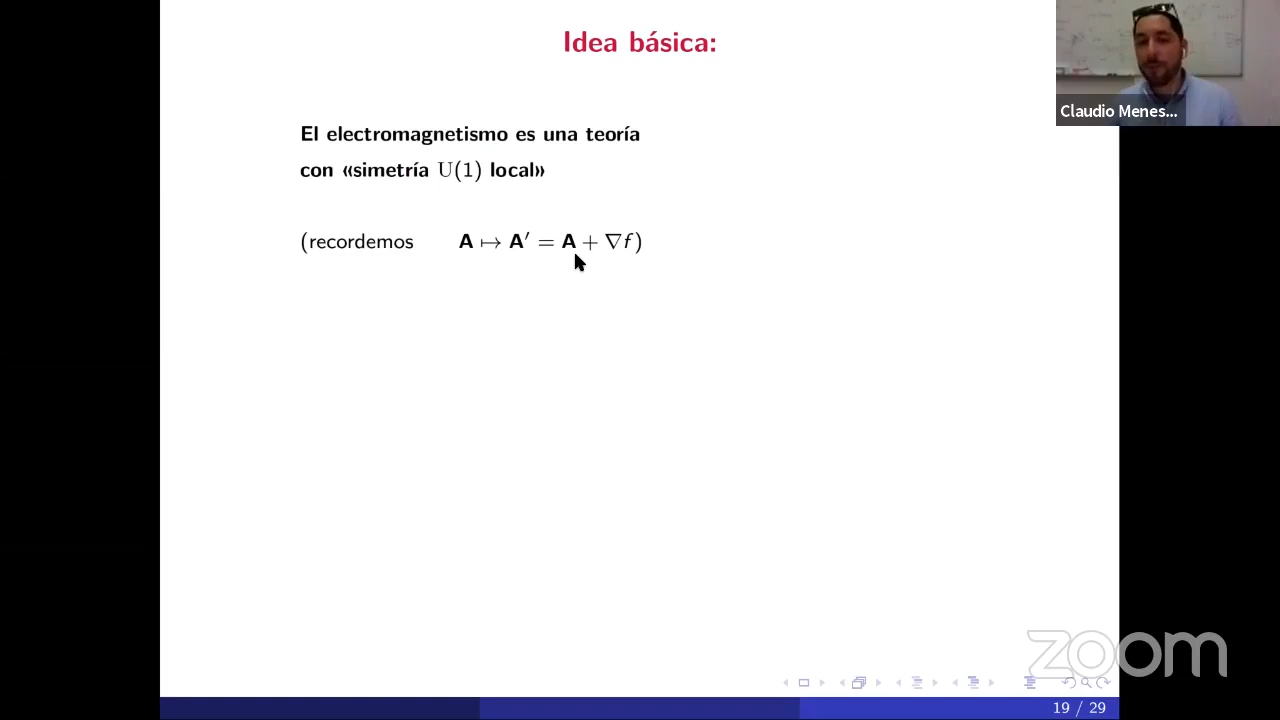 Idea básica:
Claudio Menes...
El electromagnetismo es una teoría
con «simetría U(1) local»
(recordemos A ↦ A′ = A + ∇f)
zoom
19 / 29